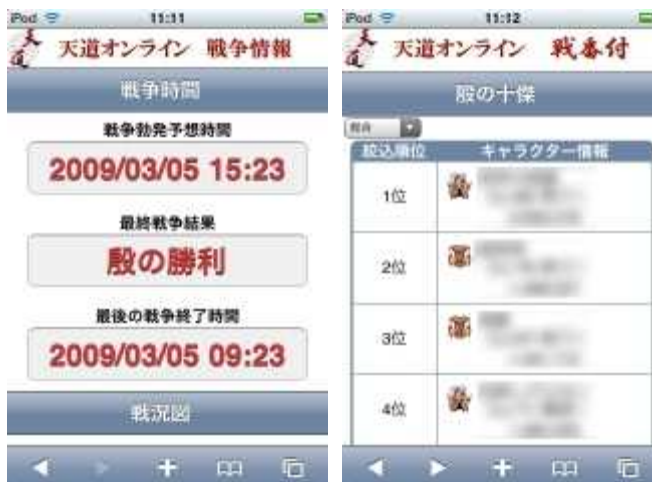 iPod
11:11
天道オンライン 戦争情報
戦争時間
戦争勃発予想時間
2009/03/05 15:23
最終戦争結果
殷の勝利
最後の戦争終了時間
2009/03/05 09:23
戦況図
iPod
11:12
天道オンライン 戦番付
殷の十傑
総合
絞込順位 キャラクター情報
1位
2位
3位
4位